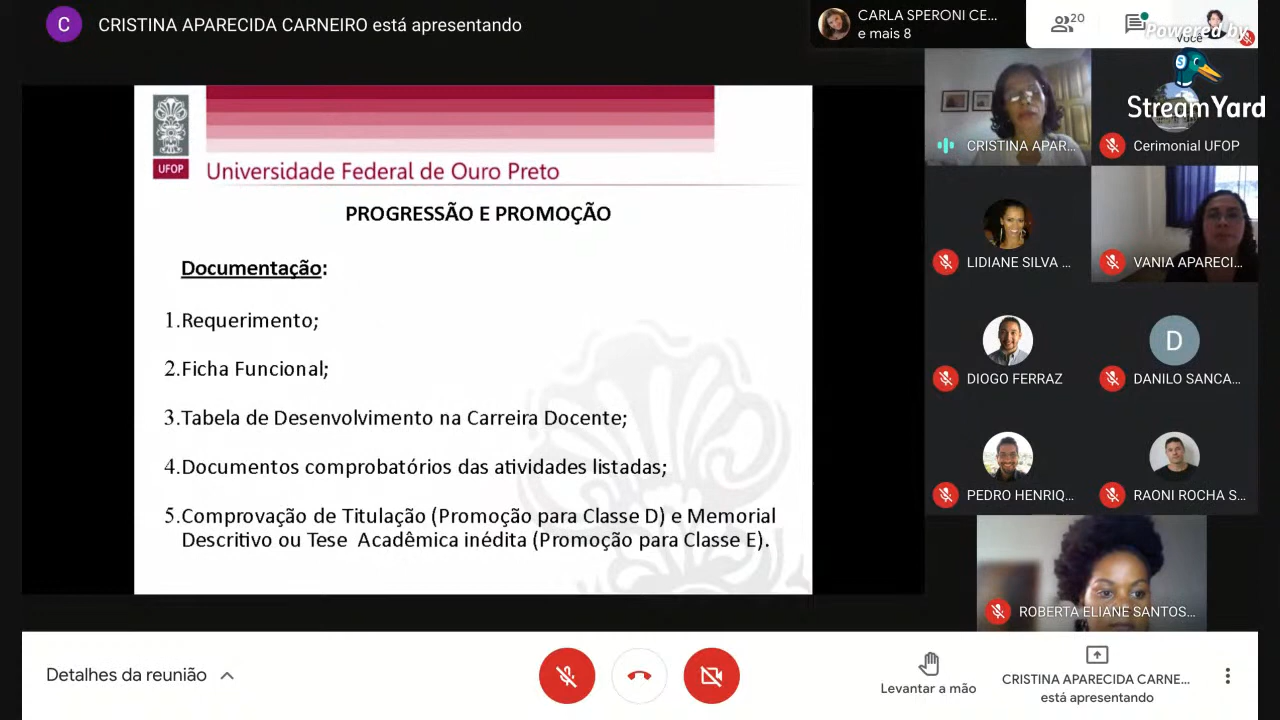 C
CRISTINA APARECIDA CARNEIRO está apresentando
CARLA SPERONI CE...
e mais 8
20
Você
Powered by
StreamYard
UFOP
Universidade Federal de Ouro Preto
PROGRESSÃO E PROMOÇÃO
Documentação:
1.Requerimento;
2.Ficha Funcional;
3.Tabela de Desenvolvimento na Carreira Docente;
4.Documentos comprobatórios das atividades listadas;
5.Comprovação de Titulação (Promoção para Classe D) e Memorial
Descritivo ou Tese Acadêmica inédita (Promoção para Classe E).
CRISTINA APAR...
Cerimonial UFOP
LIDIANE SILVA ...
VANIA APARECI...
D
DIOGO FERRAZ
DANILO SANCA...
PEDRO HENRIQ...
RAONI ROCHA S...
ROBERTA ELIANE SANTOS...
Detalhes da reunião
Levantar a mão
CRISTINA APARECIDA CARNE...
está apresentando